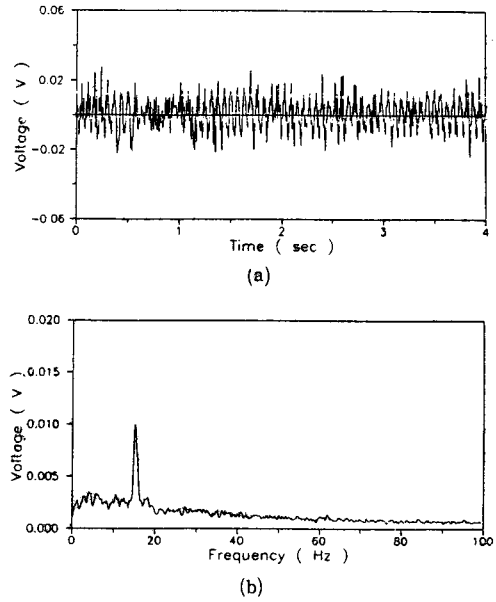 0.06
0.02
-0.02
-0.06
Voltage ( V )
0 1 2 3 4
Time ( sec )
(a)
0.020
0.015
0.010
0.005
0.000
Voltage ( V )
0 20 40 60 80 100
Frequency ( Hz )
(b)